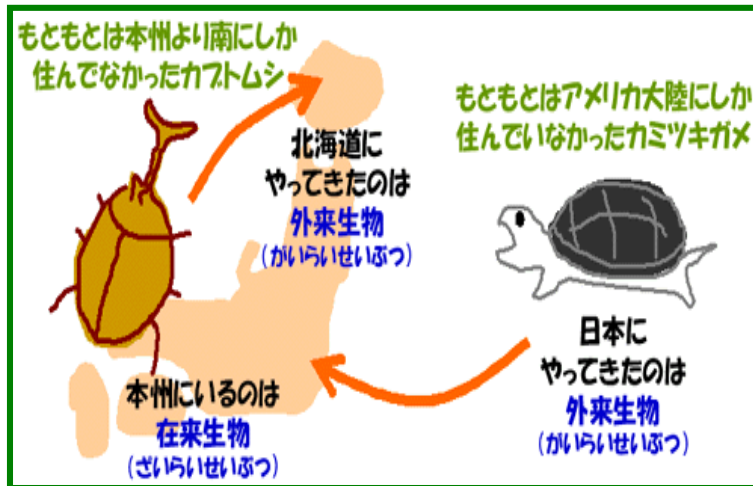 もともとは本州より南にしか
住んでなかったカブトムシ
北海道に
やってきたのは
外来生物
(がいらいせいぶつ)
本州にいるのは
在来生物
(ざいらいせいぶつ)
もともとはアメリカ大陸にしか
住んでいなかったカミツキガメ
日本に
やってきたのは
外来生物
(がいらいせいぶつ)